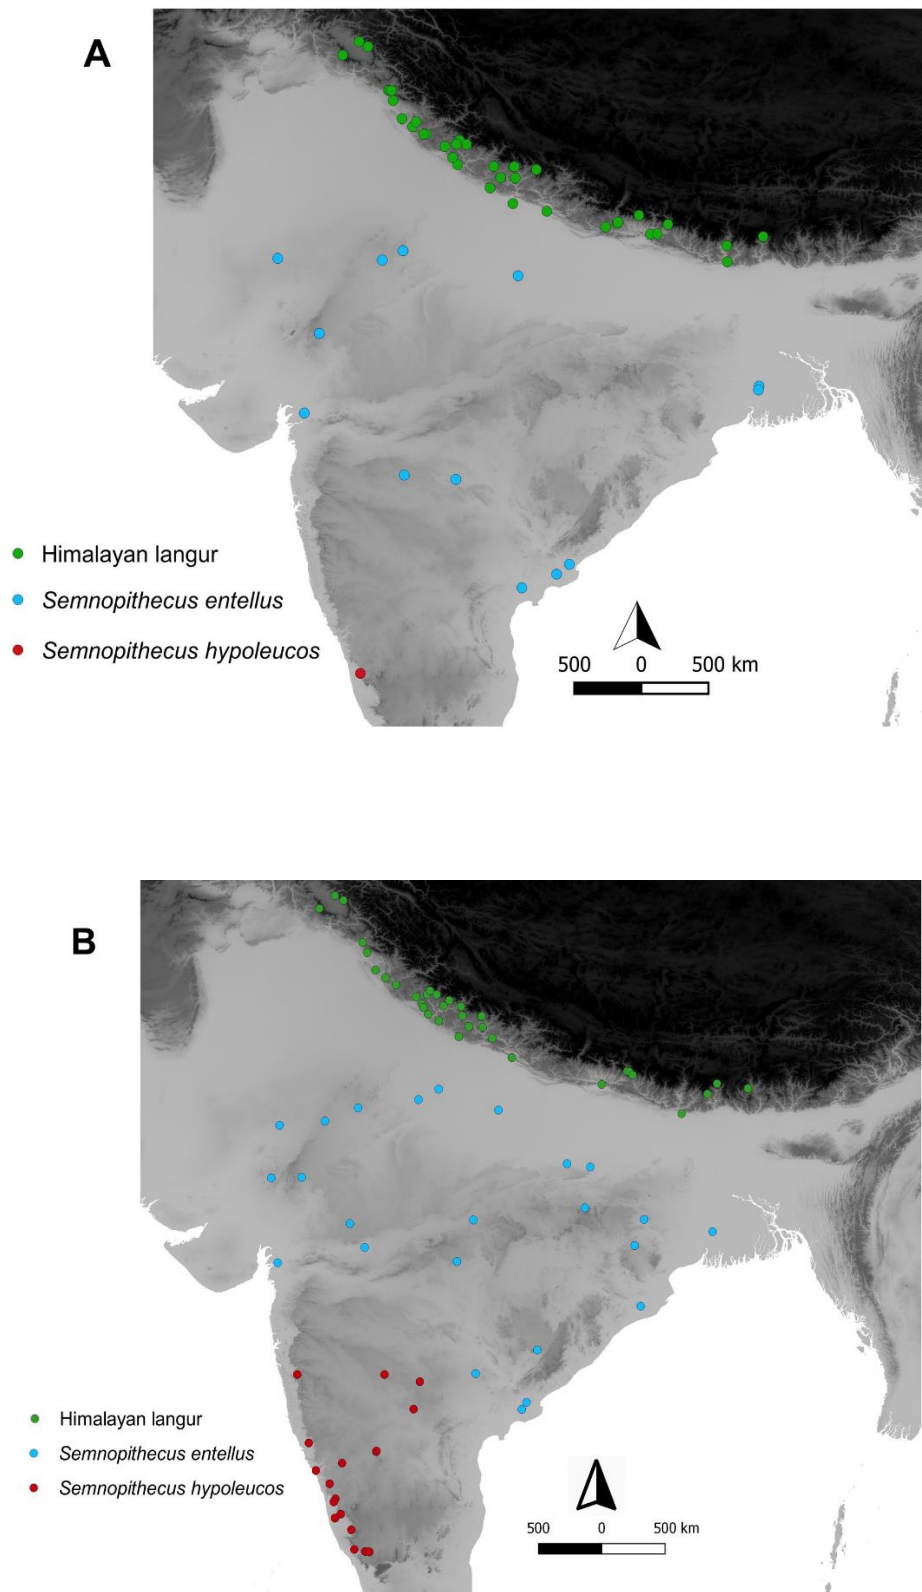 A
Himalayan langur
Semnopithecus entellus
Semnopithecus hypoleucos
500 0 500 km
B
Himalayan langur
Semnopithecus entellus
Semnopithecus hypoleucos
500 0 500 km